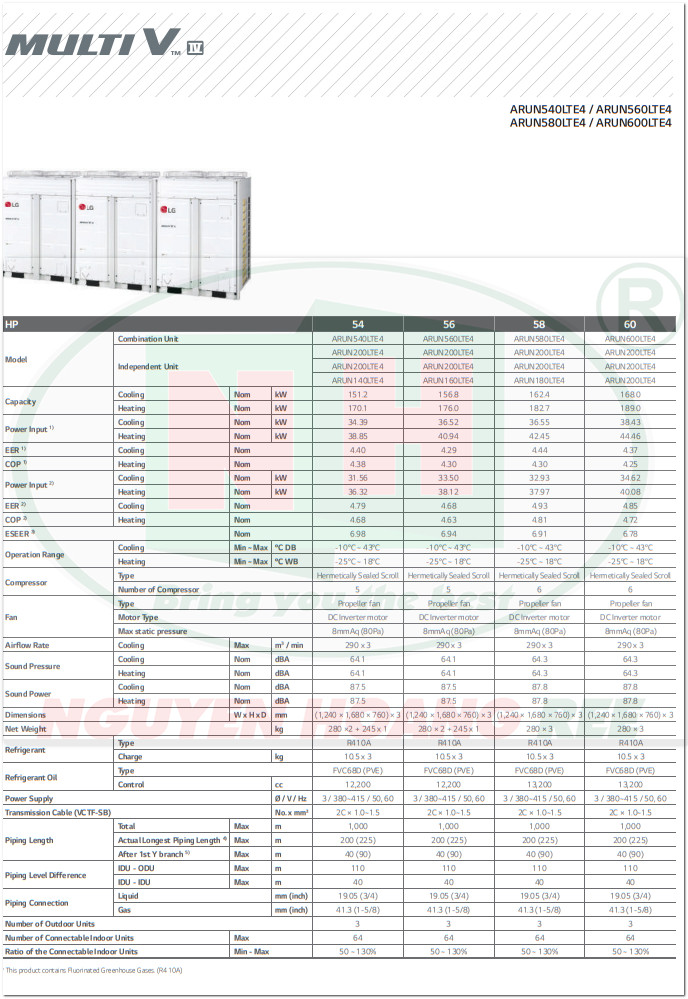 MULTI V™ IV
ARUN540LTE4 / ARUN560LTE4
ARUN580LTE4 / ARUN600LTE4
LG LG LG
MULTI V MULTI V MULTI V
®
HP 54 56 58 60
Model Combination Unit ARUN540LTE4 ARUN560LTE4 ARUN580LTE4 ARUN600LTE4
Independent Unit ARUN200LTE4 ARUN200LTE4 ARUN200LTE4 ARUN200LTE4
ARUN200LTE4 ARUN200LTE4 ARUN200LTE4 ARUN200LTE4
ARUN140LTE4 ARUN160LTE4 ARUN180LTE4 ARUN200LTE4
Capacity Cooling Nom kW 151.2 156.8 162.4 168.0
Heating Nom kW 170.1 176.0 182.7 189.0
Power Input 1) Cooling Nom kW 34.39 36.52 36.55 38.43
Heating Nom kW 38.85 40.94 42.45 44.46
EER 1) Cooling Nom 4.40 4.29 4.44 4.37
COP 1) Heating Nom 4.38 4.30 4.30 4.25
Power Input 2) Cooling Nom kW 31.56 33.50 32.93 34.62
Heating Nom kW 36.32 38.12 37.97 40.08
EER 2) Cooling Nom 4.79 4.68 4.93 4.85
COP 2) Heating Nom 4.68 4.63 4.81 4.72
ESEER 3) Nom 6.98 6.94 6.91 6.78
Operation Range Cooling Min ~ Max °C DB -10°C ~ 43°C -10°C ~ 43°C -10°C ~ 43°C -10°C ~ 43°C
Heating Min ~ Max °C WB -25°C ~ 18°C -25°C ~ 18°C -25°C ~ 18°C -25°C ~ 18°C
Compressor Type Hermetically Sealed Scroll Hermetically Sealed Scroll Hermetically Sealed Scroll Hermetically Sealed Scroll
Number of Compressor 5 5 6 6
Bring you the best
Fan Type Propeller fan Propeller fan Propeller fan Propeller fan
Motor Type DC Inverter motor DC Inverter motor DC Inverter motor DC Inverter motor
Max static pressure 8mmAq (80Pa) 8mmAq (80Pa) 8mmAq (80Pa) 8mmAq (80Pa)
Airflow Rate Cooling Max m³ / min 290 x 3 290 x 3 290 x 3 290 x 3
Sound Pressure Cooling Nom dBA 64.1 64.1 64.3 64.3
Heating Nom dBA 64.1 64.1 64.3 64.3
Sound Power Cooling Nom dBA 87.5 87.5 87.8 87.8
Heating Nom dBA 87.5 87.5 87.8 87.8
Dimensions W x H x D mm (1,240 × 1,680 × 760) × 3 (1,240 × 1,680 × 760) × 3 (1,240 × 1,680 × 760) × 3 (1,240 × 1,680 × 760) × 3
Net Weight kg 280 ×2 + 245 x 1 280 ×2 + 245 x 1 280 × 3 280 × 3
Refrigerant Type R410A R410A R410A R410A
Charge kg 10.5 x 3 10.5 x 3 10.5 x 3 10.5 x 3
Refrigerant Oil Type FVC68D (PVE) FVC68D (PVE) FVC68D (PVE) FVC68D (PVE)
Control cc 12,200 12,200 13,200 13,200
Power Supply Ø / V / Hz 3 / 380~415 / 50, 60 3 / 380~415 / 50, 60 3 / 380~415 / 50, 60 3 / 380~415 / 50, 60
Transmission Cable (VCTF-SB) No. x mm² 2C × 1.0~1.5 2C × 1.0~1.5 2C × 1.0~1.5 2C × 1.0~1.5
Piping Length Total Max m 1,000 1,000 1,000 1,000
Actual Longest Piping Length 4) Max m 200 (225) 200 (225) 200 (225) 200 (225)
After 1st Y branch 5) Max m 40 (90) 40 (90) 40 (90) 40 (90)
Piping Level Difference IDU - ODU Max m 110 110 110 110
IDU - IDU Max m 40 40 40 40
Piping Connection Liquid mm (inch) 19.05 (3/4) 19.05 (3/4) 19.05 (3/4) 19.05 (3/4)
Gas mm (inch) 41.3 (1-5/8) 41.3 (1-5/8) 41.3 (1-5/8) 41.3 (1-5/8)
Number of Outdoor Units 3 3 3 3
Number of Connectable Indoor Units Max 64 64 64 64
Ratio of the Connectable Indoor Units Min - Max 50 ~ 130% 50 ~ 130% 50 ~ 130% 50 ~ 130%
* This product contains Fluorinated Greenhouse Gases. (R410A)